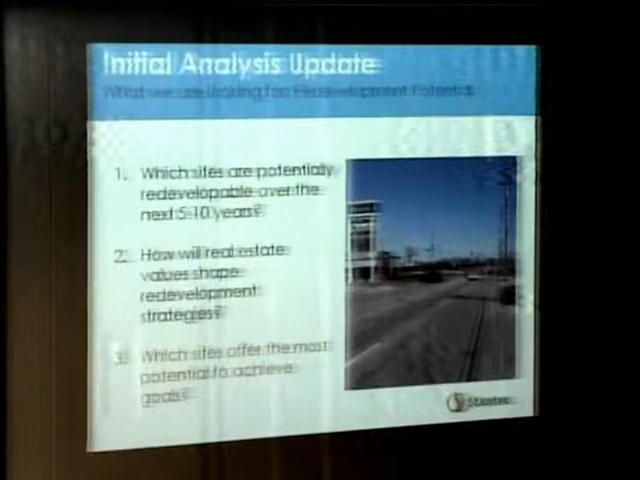 Initial Analysis Update
What we are looking for: Redevelopment Potential
1. Which sites are potentially
redevelopable over the
next 5-10 years?
2. How will real estate
values shape
redevelopment
strategies?
3. Which sites offer the most
potential to achieve
goals?
Stantec